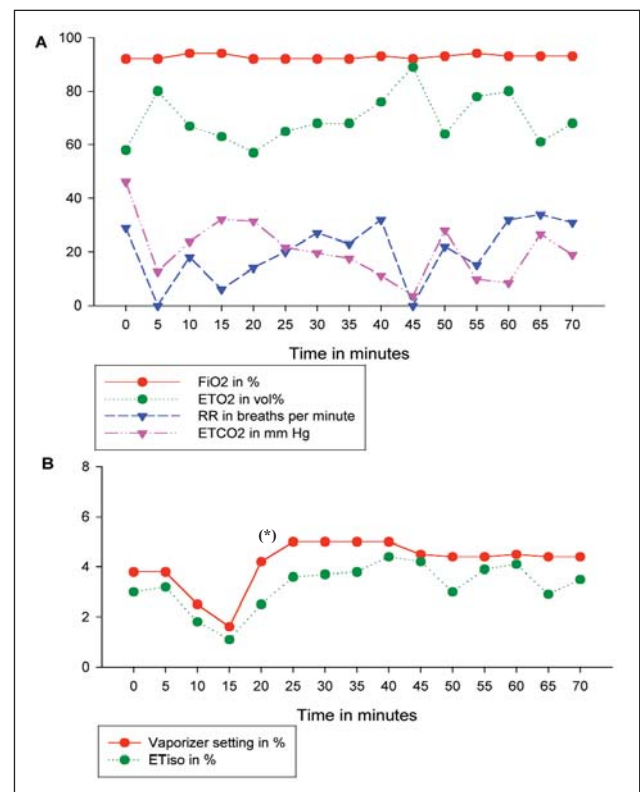 A
100
80
60
40
20
0
0 5 10 15 20 25 30 35 40 45 50 55 60 65 70
Time in minutes
FiO2 in %
ETO2 in vol%
RR in breaths per minute
ETCO2 in mm Hg
B
8
6
(*)
4
2
0
0 5 10 15 20 25 30 35 40 45 50 55 60 65 70
Time in minutes
Vaporizer setting in %
ETiso in %